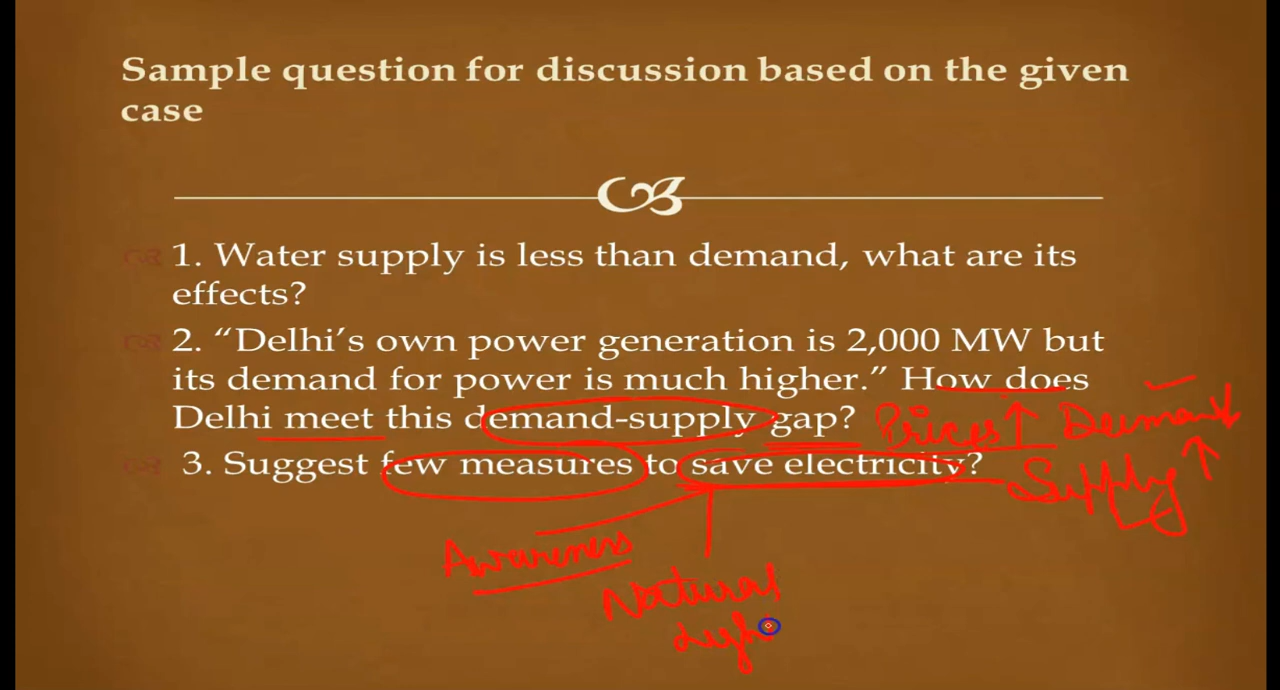 Sample question for discussion based on the given
case
1. Water supply is less than demand, what are its
effects?
2. “Delhi’s own power generation is 2,000 MW but
its demand for power is much higher.” How does
Delhi meet this demand-supply gap? Prices ↑ Demand ↓
3. Suggest few measures to save electricity? Supply ↑
Awareness
Natural
Ligh